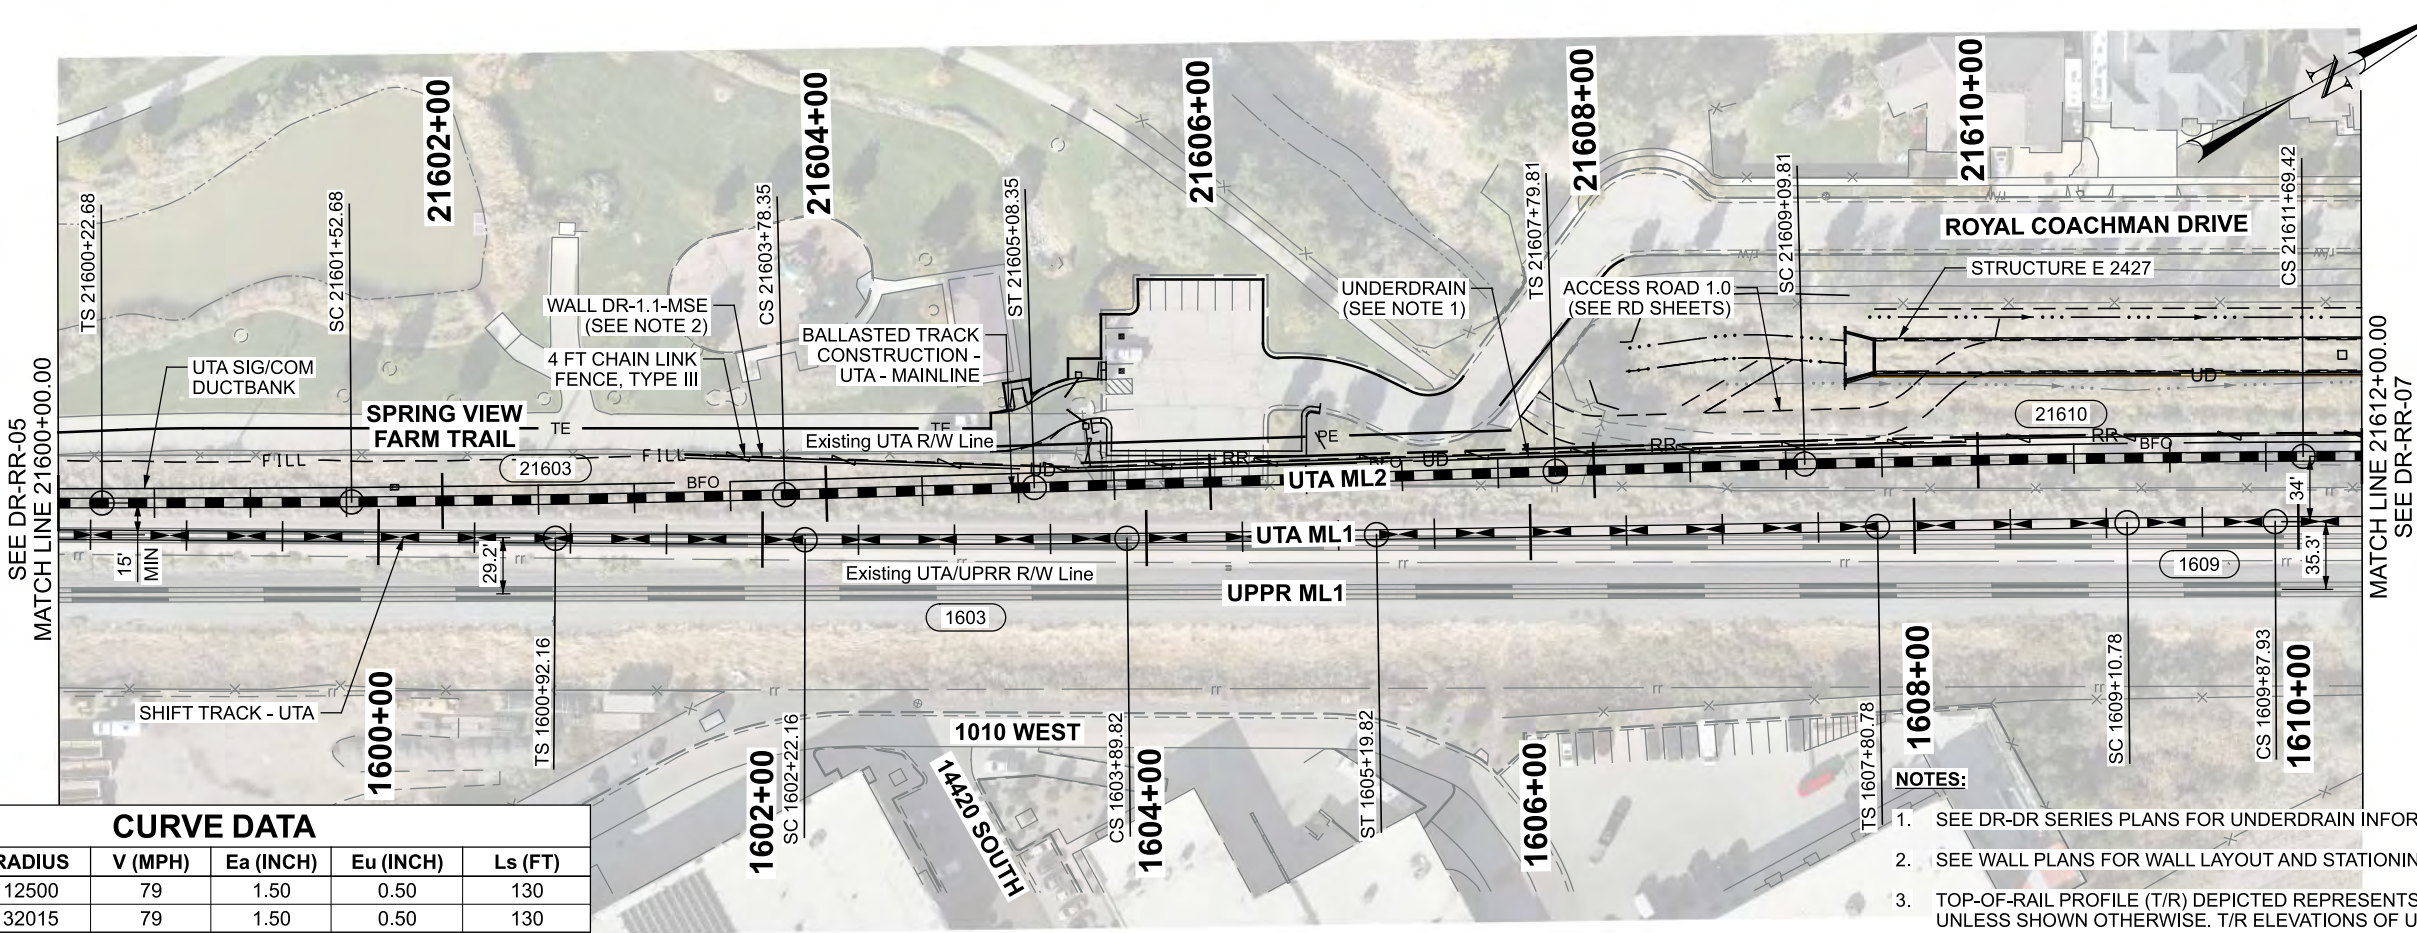 21602+00
21604+00
21606+00
21608+00
21610+00
TS 21600+22.68
SC 21601+52.68
CS 21603+78.35
ST 21605+08.35
TS 21607+79.81
SC 21609+09.81
CS 21611+69.42
N
ROYAL COACHMAN DRIVE
STRUCTURE E 2427
WALL DR-1.1-MSE
(SEE NOTE 2)
4 FT CHAIN LINK
FENCE, TYPE III
BALLASTED TRACK
CONSTRUCTION -
UTA - MAINLINE
UNDERDRAIN
(SEE NOTE 1)
ACCESS ROAD 1.0
(SEE RD SHEETS)
UTA SIG/COM
DUCTBANK
SPRING VIEW
FARM TRAIL
TE
TE
Existing UTA R/W Line
PE
UD
21610
FILL
21603
FILL
UD
RR
BFO
UD
RR
RR
BFO
BFO
UTA ML2
34'
SEE DR-RR-05
MATCH LINE 21600+00.00
MATCH LINE 21612+00.00
SEE DR-RR-07
15'
MIN
29.2'
UTA ML1
35.3'
rr
rr
rr
rr
rr
rr
Existing UTA/UPRR R/W Line
1609
UPPR ML1
1603
rr
rr
rr
rr
SHIFT TRACK - UTA
1010 WEST
14420 SOUTH
1600+00
TS 1600+92.16
1602+00
SC 1602+22.16
CS 1603+89.82
1604+00
ST 1605+19.82
1606+00
TS 1607+80.78
1608+00
SC 1609+10.78
CS 1609+87.93
1610+00
CURVE DATA
RADIUS V (MPH) Ea (INCH) Eu (INCH) Ls (FT)
12500 79 1.50 0.50 130
32015 79 1.50 0.50 130
NOTES:
1. SEE DR-DR SERIES PLANS FOR UNDERDRAIN INFOR
2. SEE WALL PLANS FOR WALL LAYOUT AND STATIONIN
3. TOP-OF-RAIL PROFILE (T/R) DEPICTED REPRESENTS
UNLESS SHOWN OTHERWISE. T/R ELEVATIONS OF U